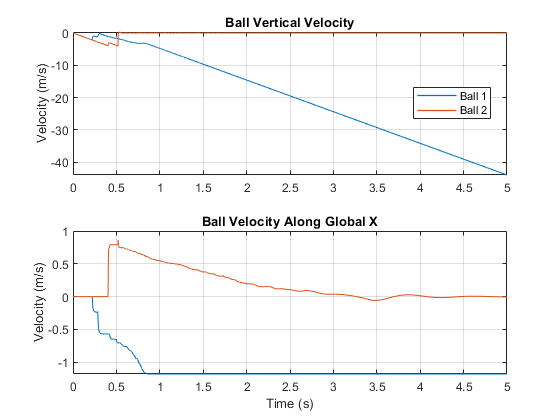 Ball Vertical Velocity
Velocity (m/s)
0
-10
-20
-30
-40
Ball 1
Ball 2
0 0.5 1 1.5 2 2.5 3 3.5 4 4.5 5
Ball Velocity Along Global X
Velocity (m/s)
1
0.5
0
-0.5
-1
0 0.5 1 1.5 2 2.5 3 3.5 4 4.5 5
Time (s)